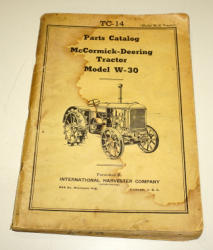 TC-14
Parts Catalog
McCormick-Deering
Tractor
Model W-30
INTERNATIONAL HARVESTER COMPANY